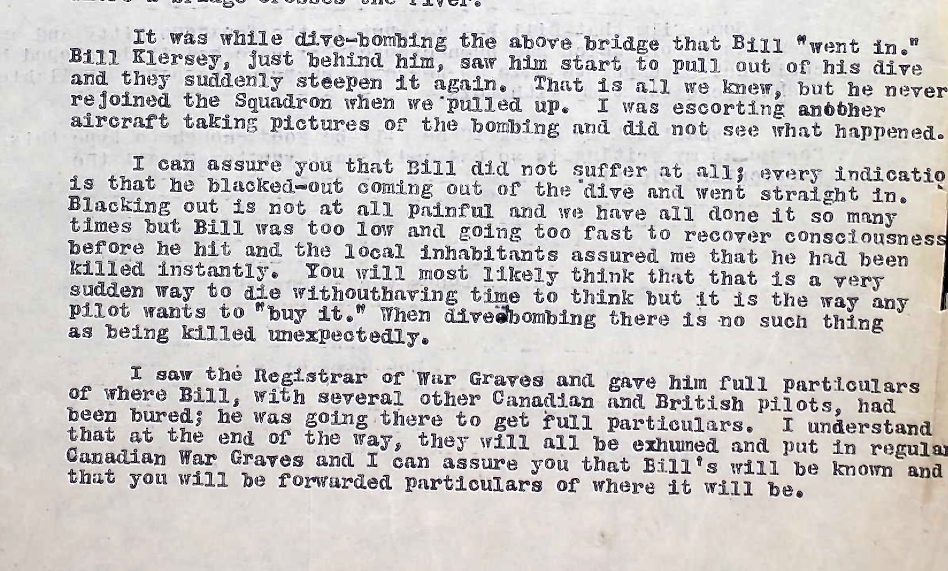 where a bridge crosses the river.
It was while dive-bombing the above bridge that Bill "went in."
Bill Klersey, just behind him, saw him start to pull out of his dive
and they suddenly steepen it again. That is all we knew, but he never
rejoined the Squadron when we pulled up. I was escorting anobher
aircraft taking pictures of the bombing and did not see what happened.
I can assure you that Bill did not suffer at all; every indicatio
is that he blacked-out coming out of the dive and went straight in.
Blacking out is not at all painful and we have all done it so many
times but Bill was too low and going too fast to recover consciousness
before he hit and the local inhabitants assured me that he had been
killed instantly. You will most likely think that that is a very
sudden way to die withouthaving time to think but it is the way any
pilot wants to "buy it." When dive-bombing there is no such thing
as being killed unexpectedly.
I saw the Registrar of War Graves and gave him full particulars
of where Bill, with several other Canadian and British pilots, had
been bured; he was going there to get full particulars. I understand
that at the end of the way, they will all be exhumed and put in regular
Canadian War Graves and I can assure you that Bill's will be known and
that you will be forwarded particulars of where it will be.